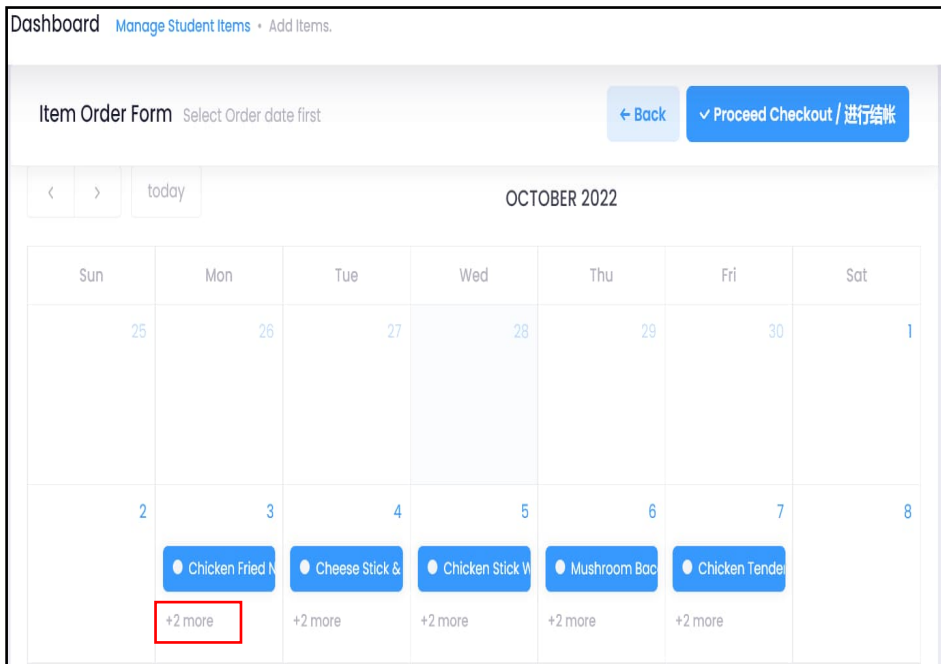 Dashboard Manage Student Items • Add Items.
Item Order Form Select Order date first ← Back ✓ Proceed Checkout / 进行结帐
< > today OCTOBER 2022
Sun Mon Tue Wed Thu Fri Sat
25 26 27 28 29 30 1
2 3 4 5 6 7 8
Chicken Fried N Cheese Stick & Chicken Stick W Mushroom Bac Chicken Tender
+2 more +2 more +2 more +2 more +2 more